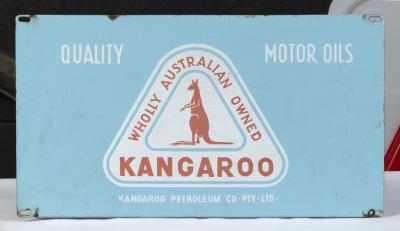 QUALITY MOTOR OILS
WHOLLY AUSTRALIAN OWNED
KANGAROO
KANGAROO PETROLEUM CO·PTY·LTD·